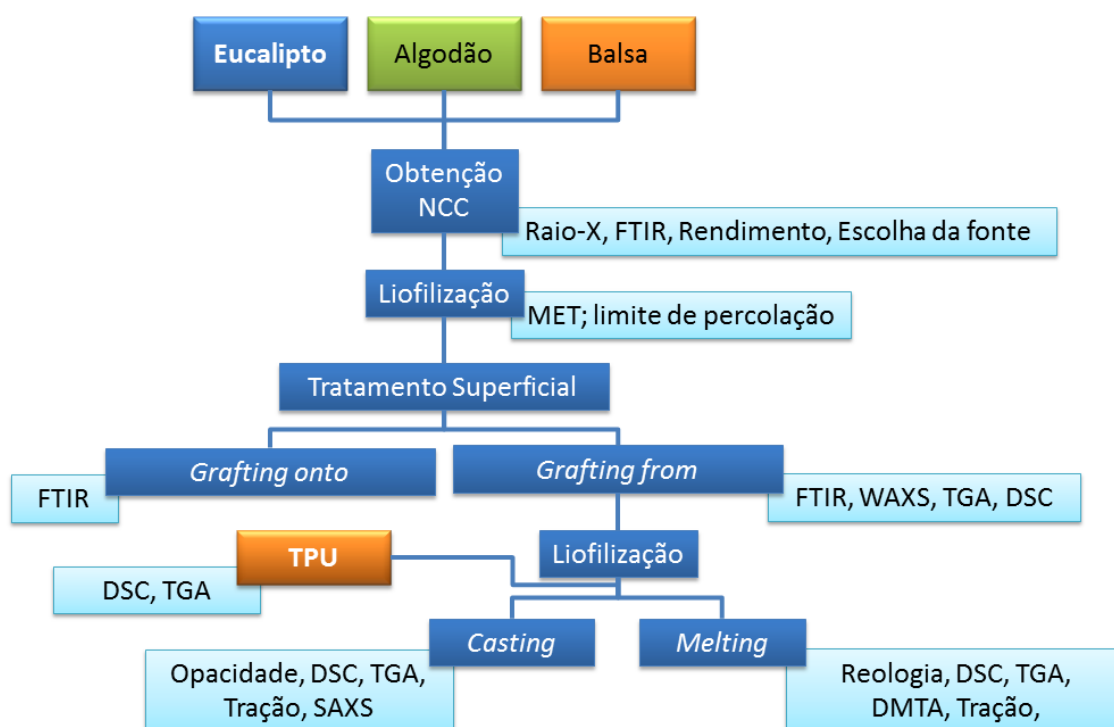 Eucalipto
Algodão
Balsa
Obtenção
NCC
Raio-X, FTIR, Rendimento, Escolha da fonte
Liofilização
MET; limite de percolação
Tratamento Superficial
Grafting onto
Grafting from
FTIR
FTIR, WAXS, TGA, DSC
TPU
Liofilização
DSC, TGA
Casting
Melting
Opacidade, DSC, TGA,
Tração, SAXS
Reologia, DSC, TGA,
DMTA, Tração,